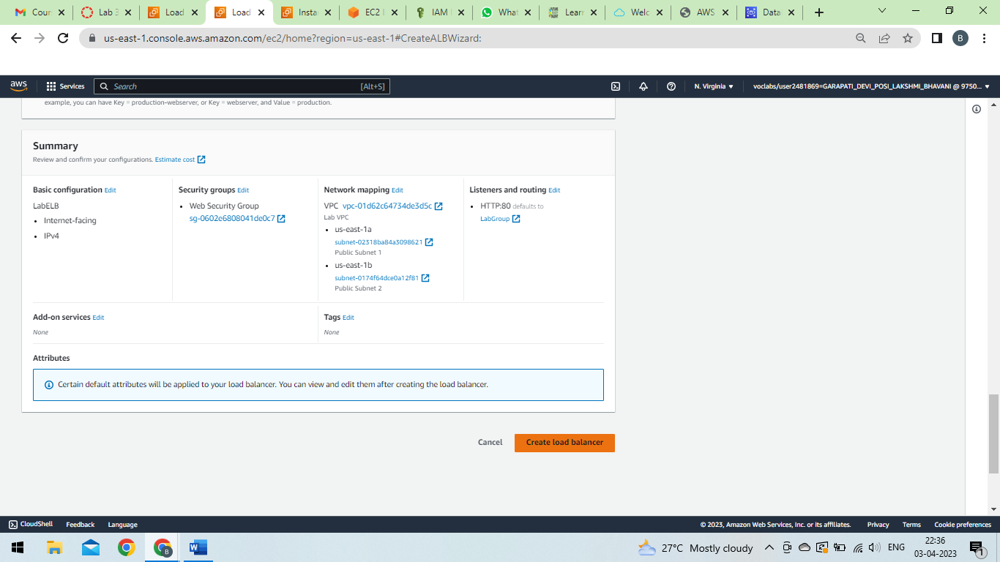 Cour
Lab 3
Load
Load
Insta
EC2
IAM
What
Learn
Welc
AWS
Data
us-east-1.console.aws.amazon.com/ec2/home?region=us-east-1#CreateALBWizard:
B
aws
Services
Search
[Alt+S]
N. Virginia
voclabs/user2481869=GARAPATI_DEVI_POSI_LAKSHMI_BHAVANI @ 9750...
example, you can have Key = production-webserver, or Key = webserver, and Value = production.
Summary
Review and confirm your configurations. Estimate cost
Basic configuration Edit
LabELB
• Internet-facing
• IPv4
Security groups Edit
• Web Security Group
sg-0602e6808041de0c7
Network mapping Edit
VPC vpc-01d62c64734de3d5c
Lab VPC
• us-east-1a
subnet-02318ba84a3098621
Public Subnet 1
• us-east-1b
subnet-0174f64dce0a12f81
Public Subnet 2
Listeners and routing Edit
• HTTP:80 defaults to
LabGroup
Add-on services Edit
None
Tags Edit
None
Attributes
Certain default attributes will be applied to your load balancer. You can view and edit them after creating the load balancer.
Cancel
Create load balancer
CloudShell
Feedback
Language
© 2023, Amazon Web Services, Inc. or its affiliates.
Privacy
Terms
Cookie preferences
27°C Mostly cloudy
ENG
22:36
03-04-2023
1